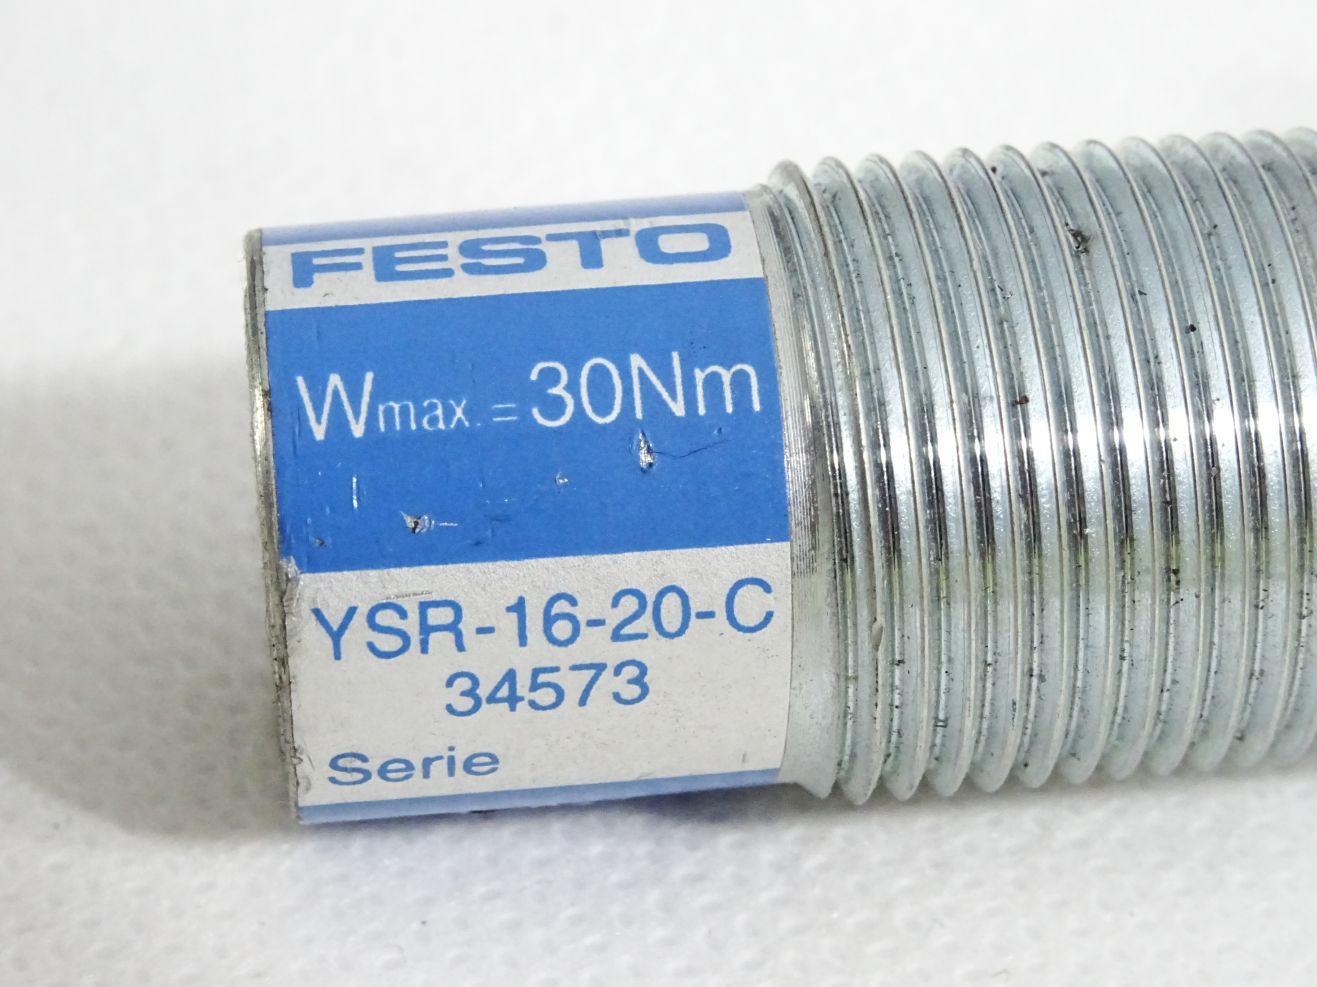 FESTO
Wmax. = 30Nm
YSR-16-20-C
34573
Serie